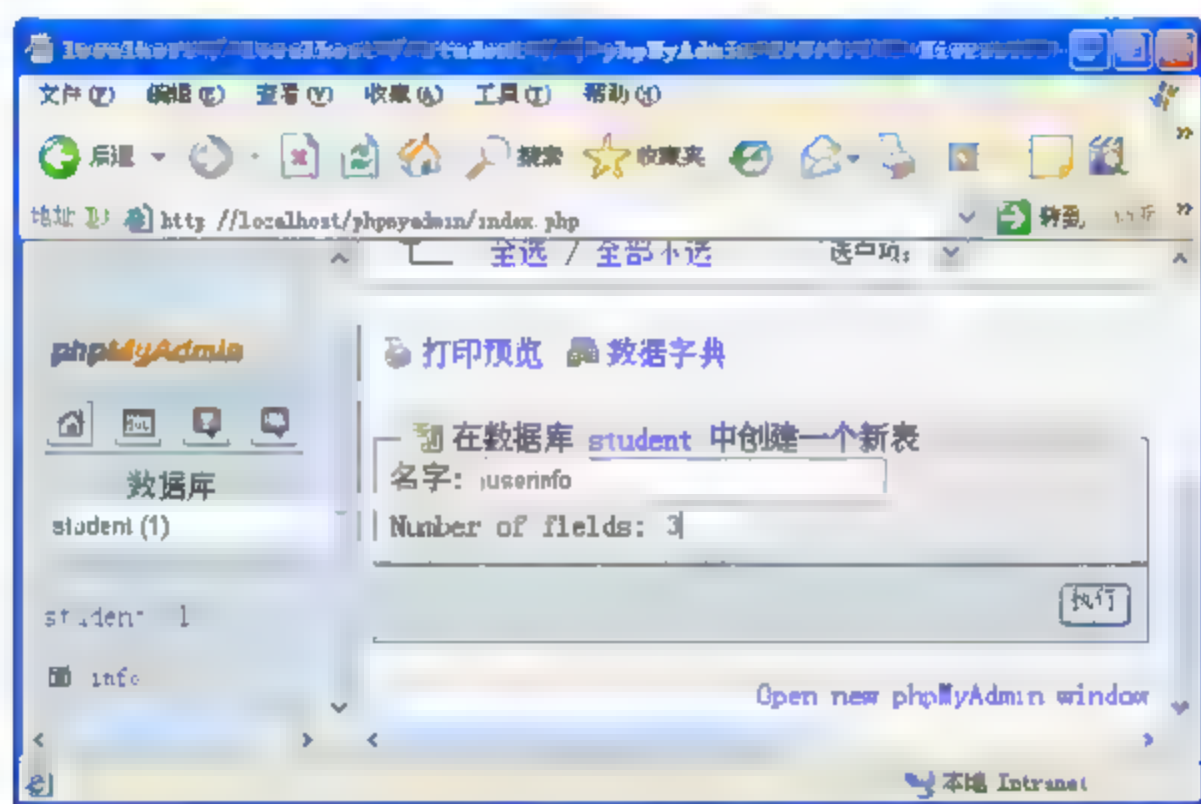 文件(F) 编辑(E) 查看(V) 收藏(A) 工具(T) 帮助(H)
后退 搜索 收藏夹
地址 http //localhost/phpmyadmin/index.php 转到
全选 / 全部不选 选中项:
phpMyAdmin
打印预览 数据字典
在数据库 student 中创建一个新表
数据库
名字: userinfo
student (1)
Number of fields: 3
执行
info
Open new phpMyAdmin window
本地 Intranet